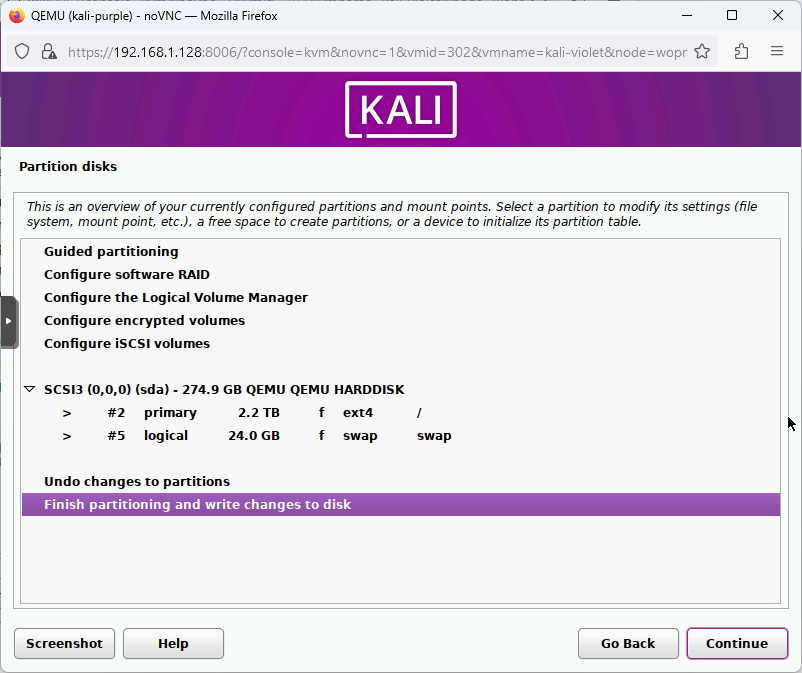 QEMU (kali-purple) - noVNC — Mozilla Firefox
https://192.168.1.128:8006/?console=kvm&novnc=1&vmid=302&vmname=kali-violet&node=wopr
KALI
Partition disks
This is an overview of your currently configured partitions and mount points. Select a partition to modify its settings (file
system, mount point, etc.), a free space to create partitions, or a device to initialize its partition table.
Guided partitioning
Configure software RAID
Configure the Logical Volume Manager
Configure encrypted volumes
Configure iSCSI volumes
SCSI3 (0,0,0) (sda) - 274.9 GB QEMU QEMU HARDDISK
> #2 primary 2.2 TB f ext4 /
> #5 logical 24.0 GB f swap swap
Undo changes to partitions
Finish partitioning and write changes to disk
Screenshot Help Go Back Continue